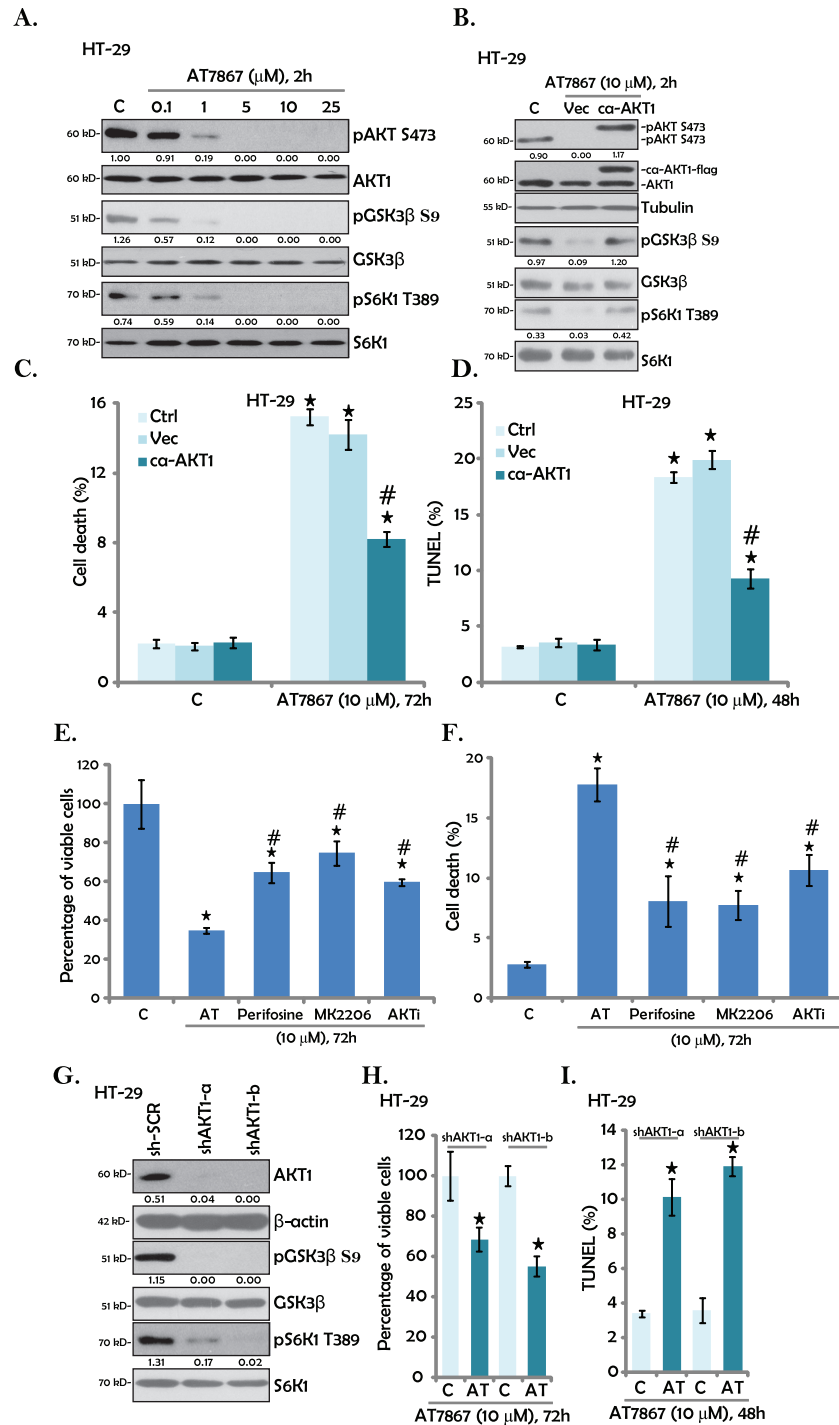 A.
HT-29
AT7867 (μM), 2h
C 0.1 1 5 10 25
60 kD- pAKT S473
1.00 0.91 0.19 0.00 0.00 0.00
60 kD- AKT1
51 kD- pGSK3β S9
1.26 0.57 0.12 0.00 0.00 0.00
51 kD- GSK3β
70 kD- pS6K1 T389
0.74 0.59 0.14 0.00 0.00 0.00
70 kD- S6K1
B.
HT-29
AT7867 (10 μM), 2h
C Vec ca-AKT1
-pAKT S473
60 kD- -pAKT S473
0.90 0.00 1.17
-ca-AKT1-flag
60 kD- -AKT1
55 kD- Tubulin
51 kD- pGSK3β S9
0.97 0.09 1.20
51 kD- GSK3β
70 kD- pS6K1 T389
0.33 0.03 0.42
70 kD- S6K1
C.
HT-29
Ctrl
Vec
ca-AKT1
Cell death (%)
16
12
8
4
0
★ ★ # ★
C AT7867 (10 μM), 72h
D.
HT-29
Ctrl
Vec
ca-AKT1
TUNEL (%)
25
20
15
10
5
0
★ ★ # ★
C AT7867 (10 μM), 48h
E.
Percentage of viable cells
120
100
80
60
40
20
0
★ # ★ # ★ # ★
C AT Perifosine MK2206 AKTi
(10 μM), 72h
F.
Cell death (%)
20
15
10
5
0
★ # ★ # ★ # ★
C AT Perifosine MK2206 AKTi
(10 μM), 72h
G.
HT-29
sh-SCR shAKT1-a shAKT1-b
60 kD- AKT1
0.51 0.04 0.00
42 kD- β-actin
51 kD- pGSK3β S9
1.15 0.00 0.00
51 kD- GSK3β
70 kD- pS6K1 T389
1.31 0.17 0.02
70 kD- S6K1
H.
HT-29
shAKT1-a shAKT1-b
Percentage of viable cells
120
100
80
60
40
20
0
★ ★
C AT C AT
AT7867 (10 μM), 72h
I.
HT-29
shAKT1-a shAKT1-b
TUNEL (%)
14
12
10
8
6
4
2
0
★ ★
C AT C AT
AT7867 (10 μM), 48h